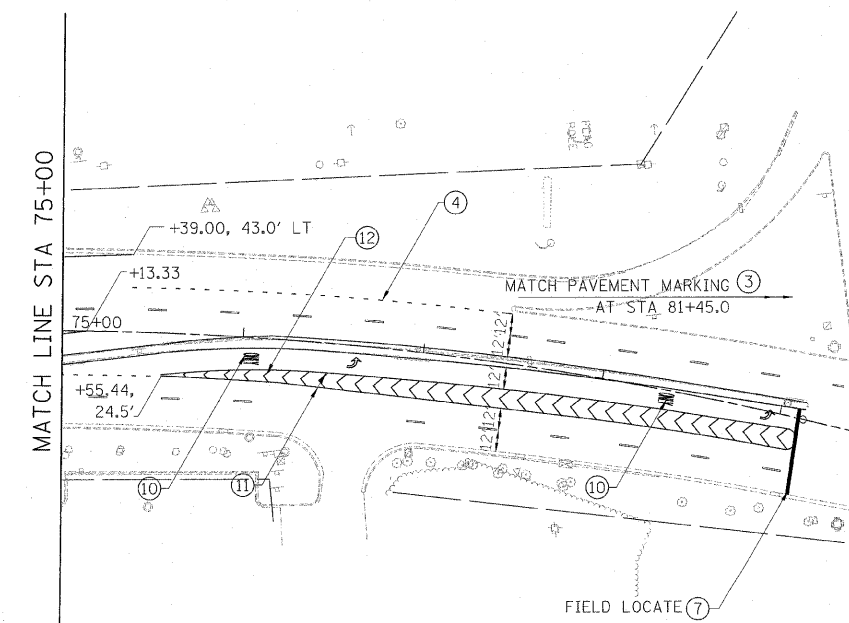 MATCH LINE STA 75+00
+39.00, 43.0' LT
12
4
+13.33
MATCH PAVEMENT MARKING 3
AT STA 81+45.0
75+00
12'
12'
12'
+55.44,
24.5'
12'
12'
10
11
10
FIELD LOCATE 7